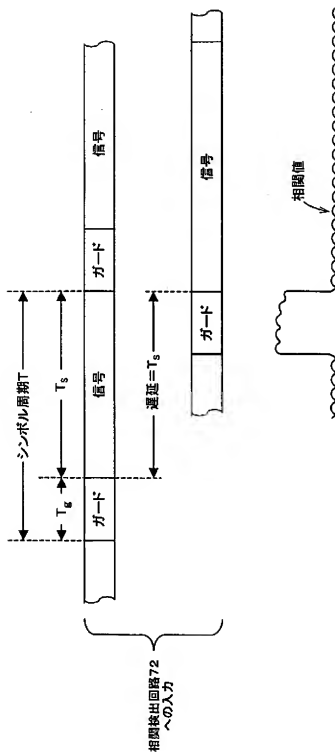 シンボル周期T
Tg
Ts
ガード
信号
ガード
信号
遅延=Ts
ガード
信号
相関検出回路72
への入力
相関値